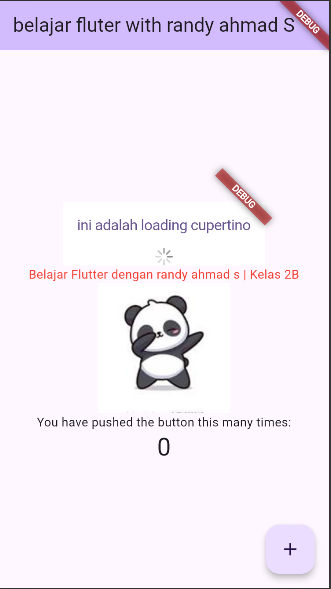 belajar fluter with randy ahmad S
DEBUG
DEBUG
ini adalah loading cupertino
Belajar Flutter dengan randy ahmad s | Kelas 2B
You have pushed the button this many times:
0
+